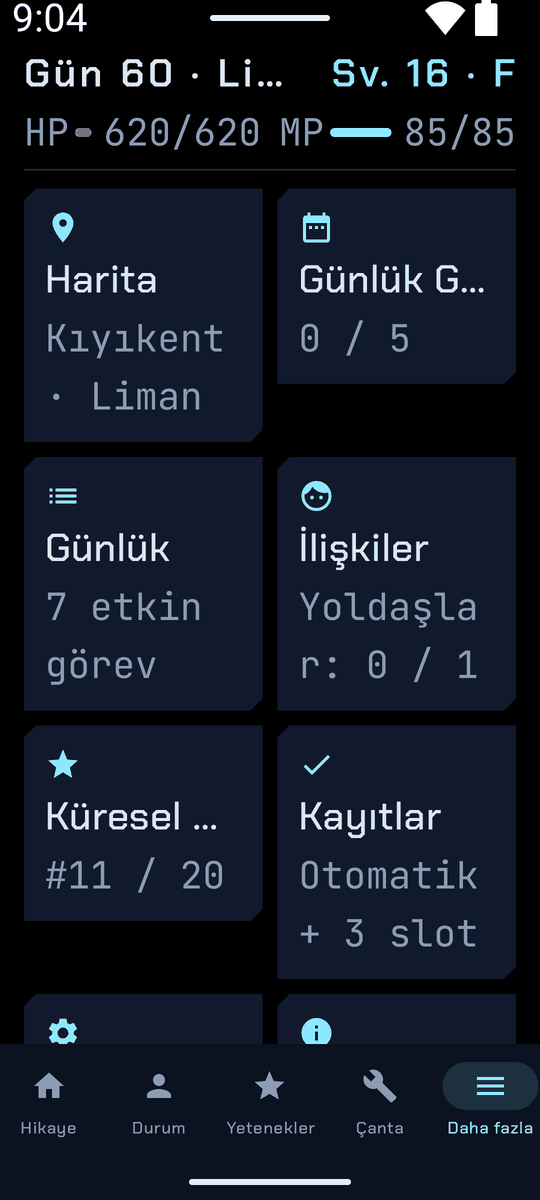 9:04
Gün 60 · Li… Sv. 16 · F
HP 620/620 MP 85/85
Harita
Kıyıkent
· Liman
Günlük G…
0 / 5
Günlük
7 etkin
görev
İlişkiler
Yoldaşla
r: 0 / 1
Küresel …
#11 / 20
Kayıtlar
Otomatik
+ 3 slot
Hikaye
Durum
Yetenekler
Çanta
Daha fazla